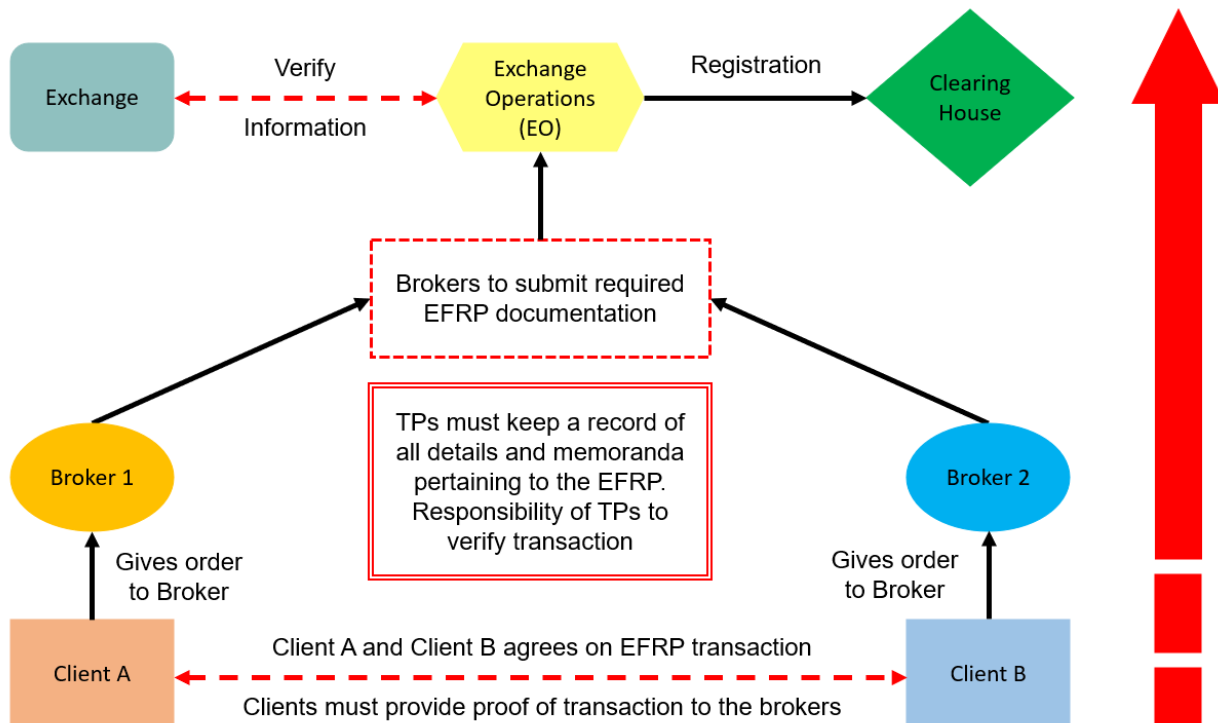 Exchange
Verify
Information
Exchange
Operations
(EO)
Registration
Clearing
House
Brokers to submit required
EFRP documentation
TPs must keep a record of
all details and memoranda
pertaining to the EFRP.
Responsibility of TPs to
verify transaction
Broker 1
Broker 2
Gives order
to Broker
Gives order
to Broker
Client A
Client A and Client B agrees on EFRP transaction
Clients must provide proof of transaction to the brokers
Client B